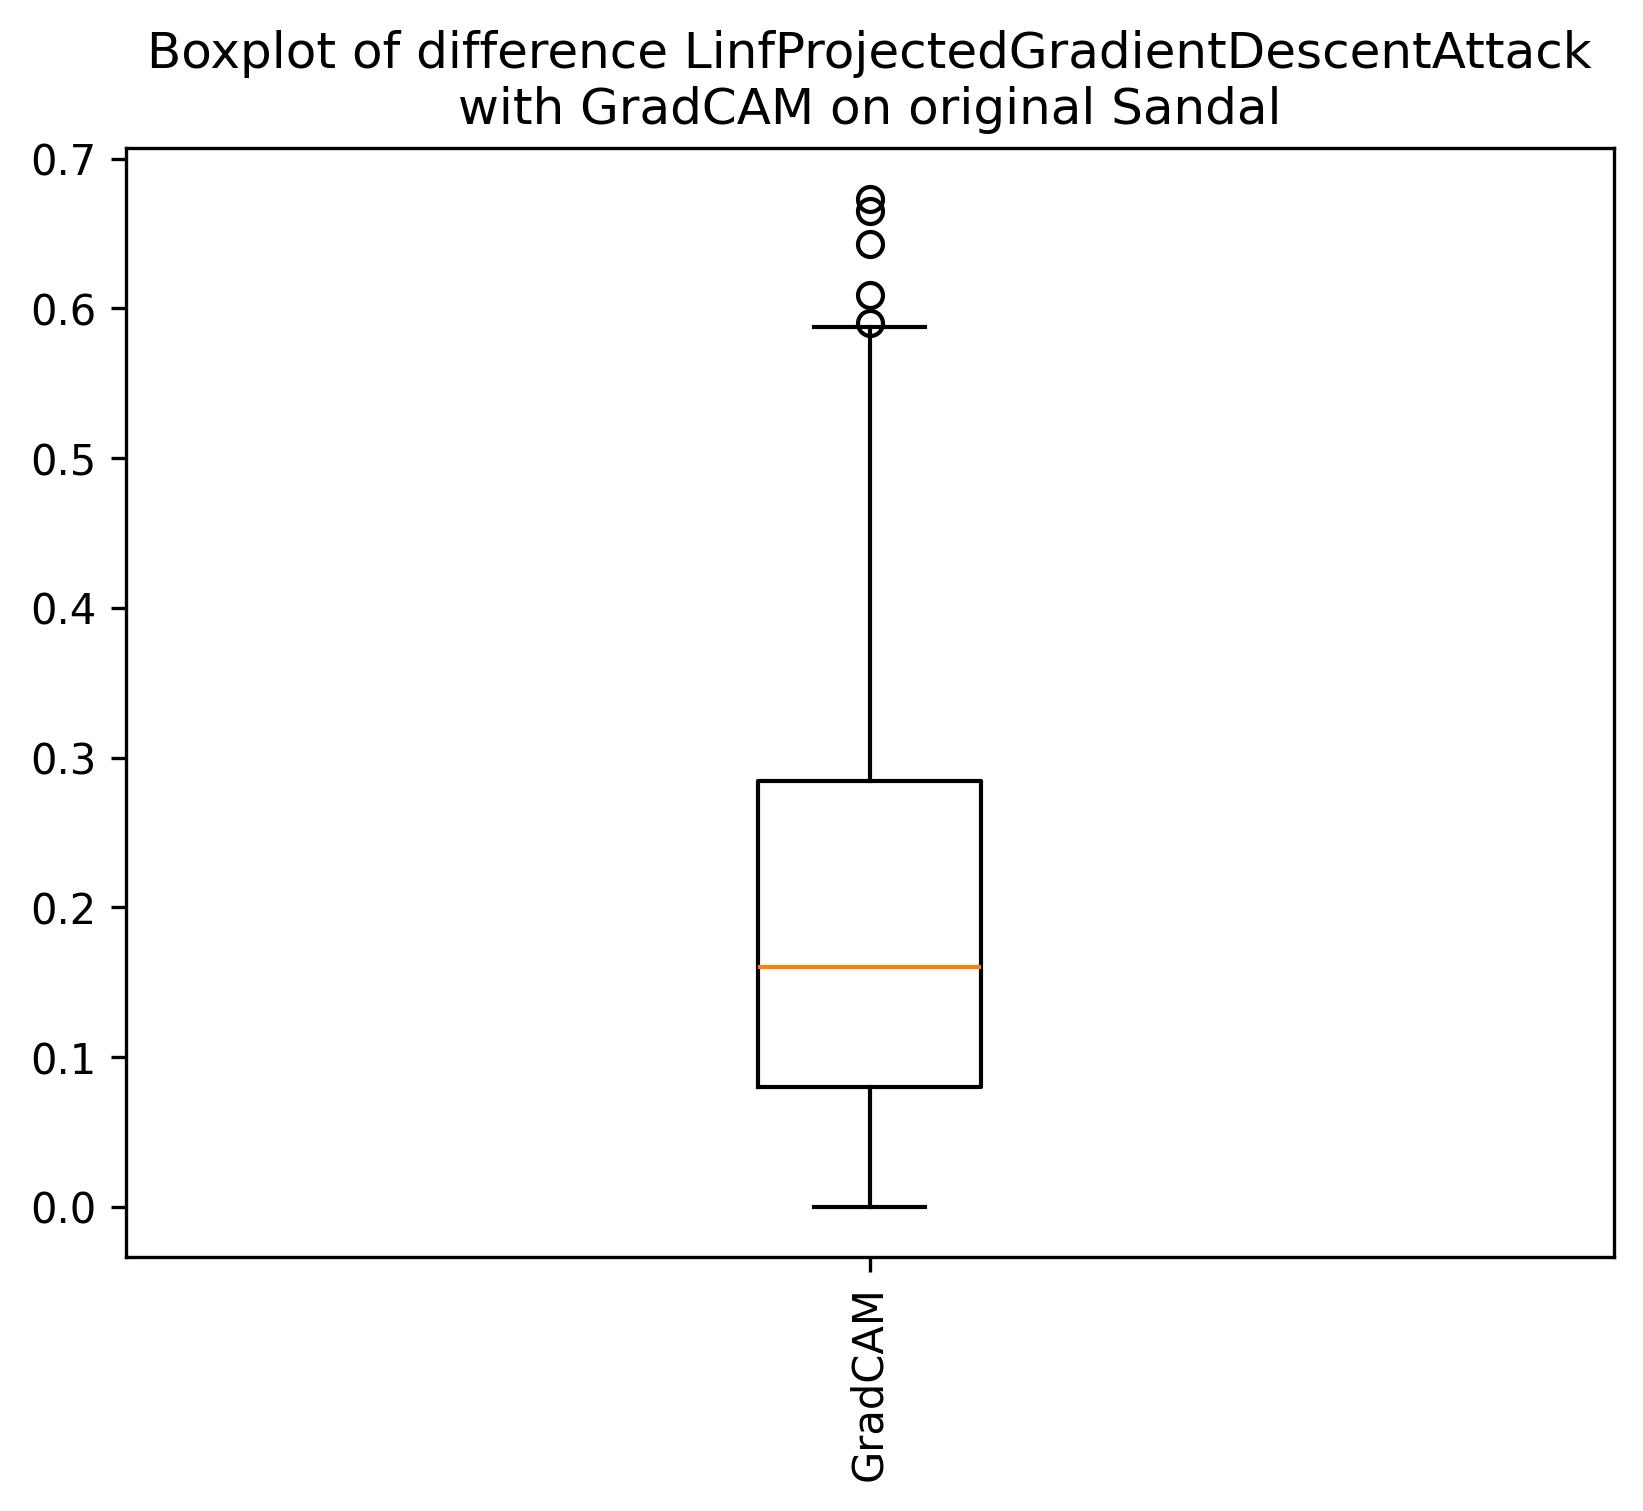 Boxplot of difference LinfProjectedGradientDescentAttack
with GradCAM on original Sandal
0.7
0.6
0.5
0.4
0.3
0.2
0.1
0.0
GradCAM